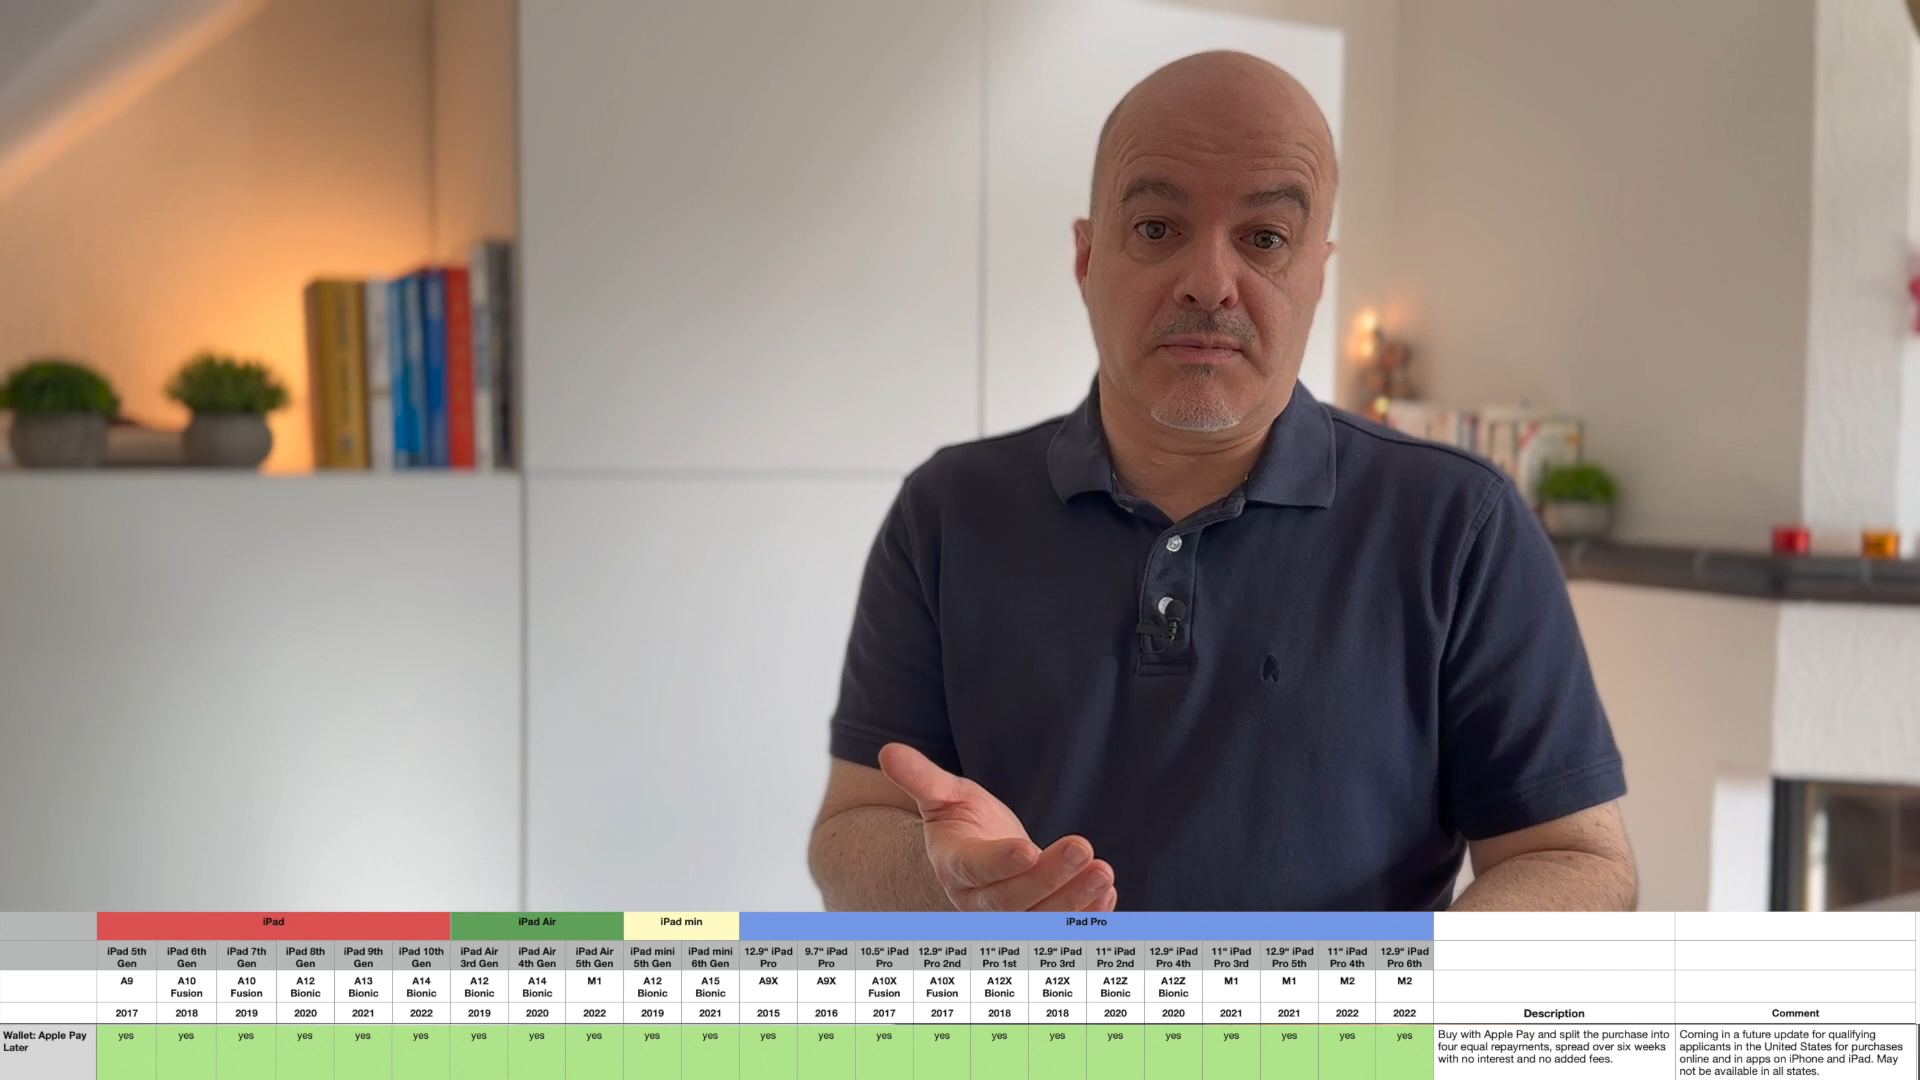 iPad iPad Air iPad min iPad Pro
iPad 5th iPad 6th iPad 7th iPad 8th iPad 9th iPad 10th iPad Air iPad Air iPad Air iPad mini iPad mini 12.9“ iPad 9.7“ iPad 10.5“ iPad 12.9“ iPad 11“ iPad 12.9“ iPad 11“ iPad 12.9“ iPad 11“ iPad 12.9“ iPad 11“ iPad 12.9“ iPad
Gen Gen Gen Gen Gen Gen 3rd Gen 4th Gen 5th Gen 5th Gen 6th Gen Pro Pro Pro Pro 2nd Pro 1st Pro 3rd Pro 2nd Pro 4th Pro 3rd Pro 5th Pro 4th Pro 6th
A9 A10 A10 A12 A13 A14 A12 A14 M1 A12 A15 A9X A9X A10X A10X A12X A12X A12Z A12Z M1 M1 M2 M2
Fusion Fusion Bionic Bionic Bionic Bionic Bionic Bionic Bionic Fusion Fusion Bionic Bionic Bionic Bionic
2017 2018 2019 2020 2021 2022 2019 2020 2022 2019 2021 2015 2016 2017 2017 2018 2018 2020 2020 2021 2021 2022 2022 Description Comment
Wallet: Apple Pay yes yes yes yes yes yes yes yes yes yes yes yes yes yes yes yes yes yes yes yes yes yes yes
Later
Buy with Apple Pay and split the purchase into
four equal repayments, spread over six weeks
with no interest and no added fees.
Coming in a future update for qualifying
applicants in the United States for purchases
online and in apps on iPhone and iPad. May
not be available in all states.